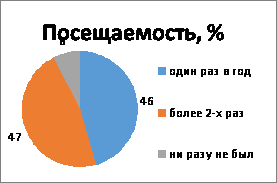 Посещаемость, %
один раз в год
46
более 2-х раз
47
ни разу не был